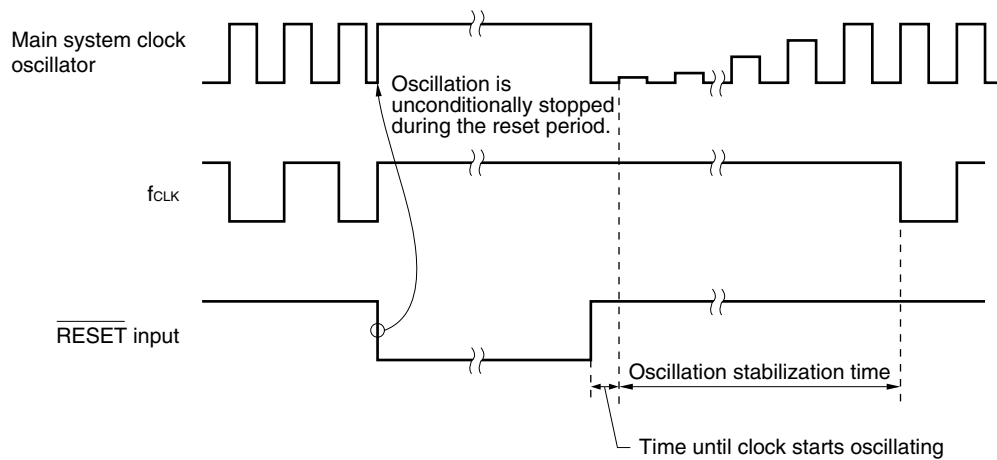 Main system clock
oscillator
Oscillation is
unconditionally stopped
during the reset period.
fCLK
RESET input
Oscillation stabilization time
Time until clock starts oscillating